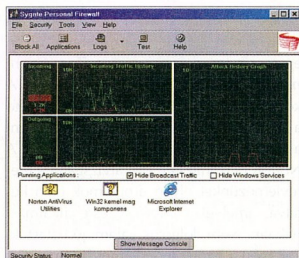 Sygate Personal Firewall
File Security Tools View Help
Block All Applications Logs Test Help
Incoming Incoming Traffic History Attack History Graph
Outgoing Outgoing Traffic History
Running Applications: Hide Broadcast Traffic Hide Windows Services
Norton AntiVirus Utilities
Win32 kernel mag komponens
Microsoft Internet Explorer
Show Message Console
Security Status: Normal